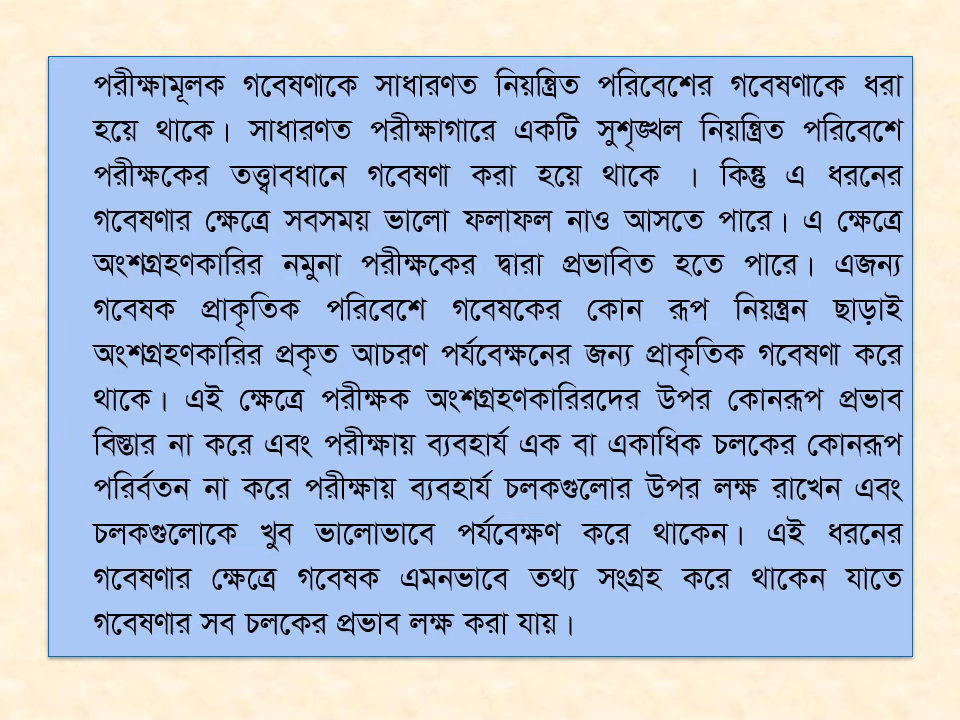 পরীক্ষামূলক গবেষণাকে সাধারণত নিয়ন্ত্রিত পরিবেশের গবেষণাকে ধরা
হয়ে থাকে। সাধারণত পরীক্ষাগারে একটি সুশৃঙ্খল নিয়ন্ত্রিত পরিবেশে
পরীক্ষকের তত্ত্বাবধানে গবেষণা করা হয়ে থাকে । কিন্তু এ ধরনের
গবেষণার ক্ষেত্রে সবসময় ভালো ফলাফল নাও আসতে পারে। এ ক্ষেত্রে
অংশগ্রহণকারির নমুনা পরীক্ষকের দ্বারা প্রভাবিত হতে পারে। এজন্য
গবেষক প্রাকৃতিক পরিবেশে গবেষকের কোন রূপ নিয়ন্ত্রন ছাড়াই
অংশগ্রহণকারির প্রকৃত আচরণ পর্যবেক্ষনের জন্য প্রাকৃতিক গবেষণা করে
থাকে। এই ক্ষেত্রে পরীক্ষক অংশগ্রহণকারিরদের উপর কোনরূপ প্রভাব
বিস্তার না করে এবং পরীক্ষায় ব্যবহার্য এক বা একাধিক চলকের কোনরূপ
পরির্বতন না করে পরীক্ষায় ব্যবহার্য চলকগুলোর উপর লক্ষ রাখেন এবং
চলকগুলোকে খুব ভালোভাবে পর্যবেক্ষণ করে থাকেন। এই ধরনের
গবেষণার ক্ষেত্রে গবেষক এমনভাবে তথ্য সংগ্রহ করে থাকেন যাতে
গবেষণার সব চলকের প্রভাব লক্ষ করা যায়।